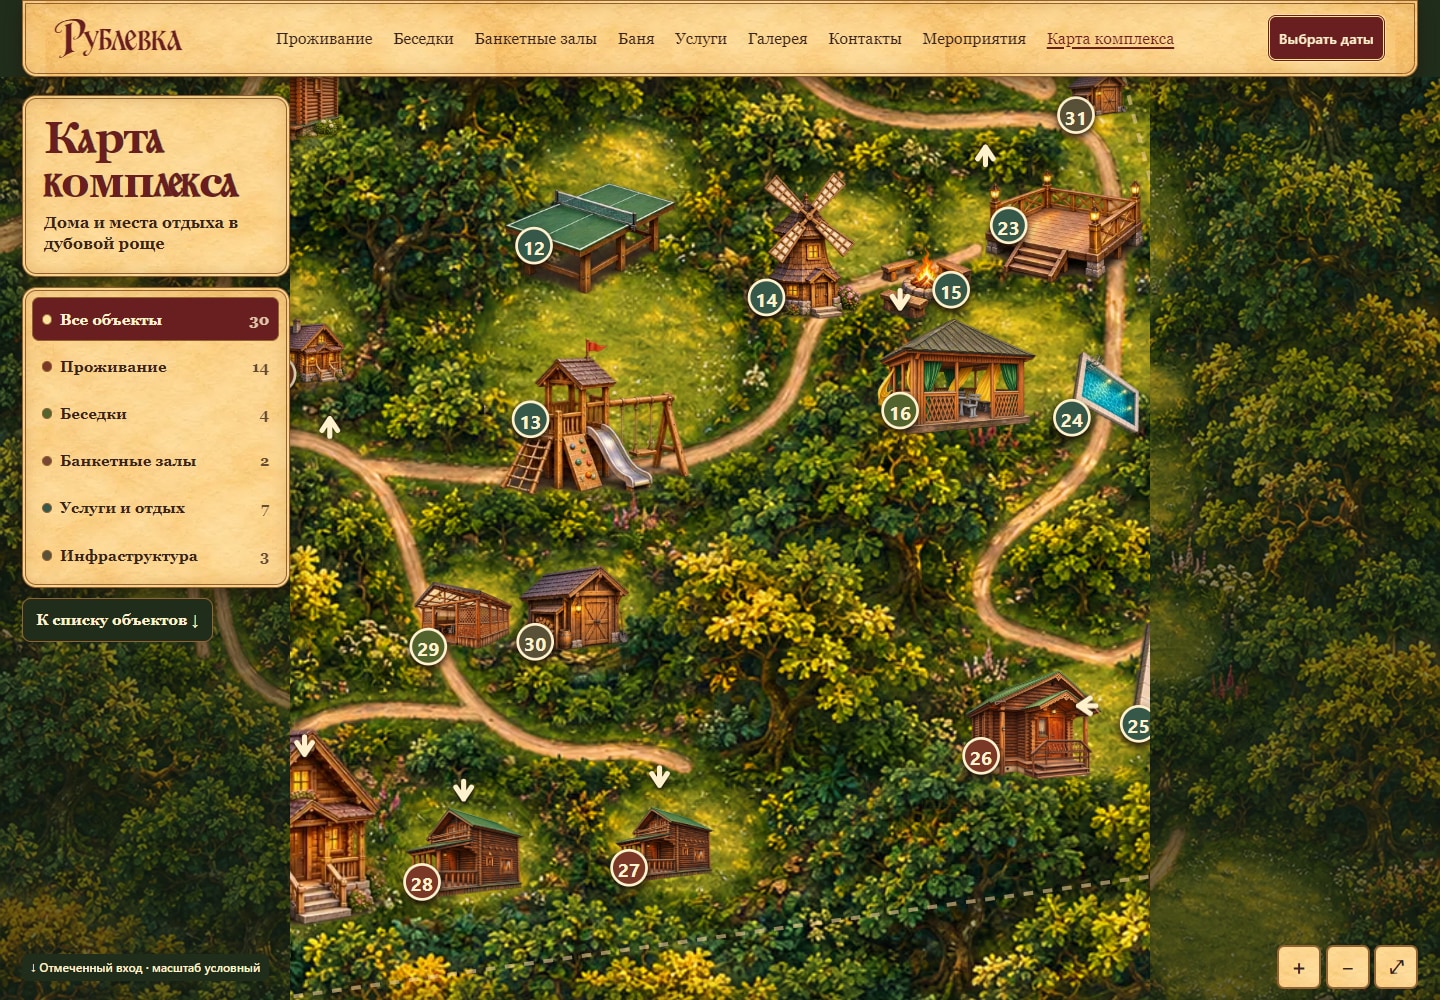 Рублевка
Проживание Беседки Банкетные залы Баня Услуги Галерея Контакты Мероприятия Карта комплекса
Выбрать даты
Карта
комплекса
Дома и места отдыха в
дубовой роще
Все объекты 30
Проживание 14
Беседки 4
Банкетные залы 2
Услуги и отдых 7
Инфраструктура 3
К списку объектов ↓
31
23
12
14
15
16
13
24
29
30
25
26
28
27
↓ Отмеченный вход · масштаб условный
+ − ⤢